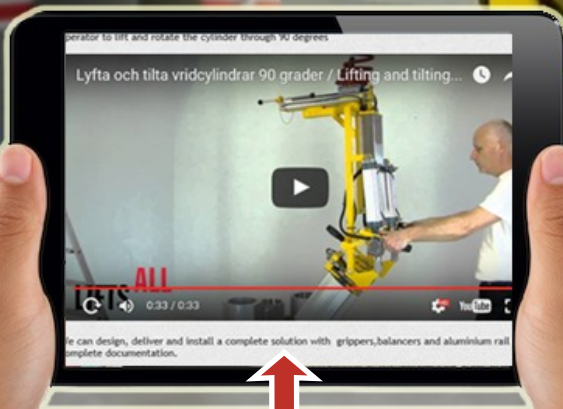 perator to lift and rotate the cylinder through 90 degrees
Lyfta och tilta vridcylindrar 90 grader / Lifting and tilting...
LIFTS ALL
0:33 / 0:33
YouTube
e can design, deliver and install a complete solution with grippers,balancers and aluminium rail
omplete documentation.